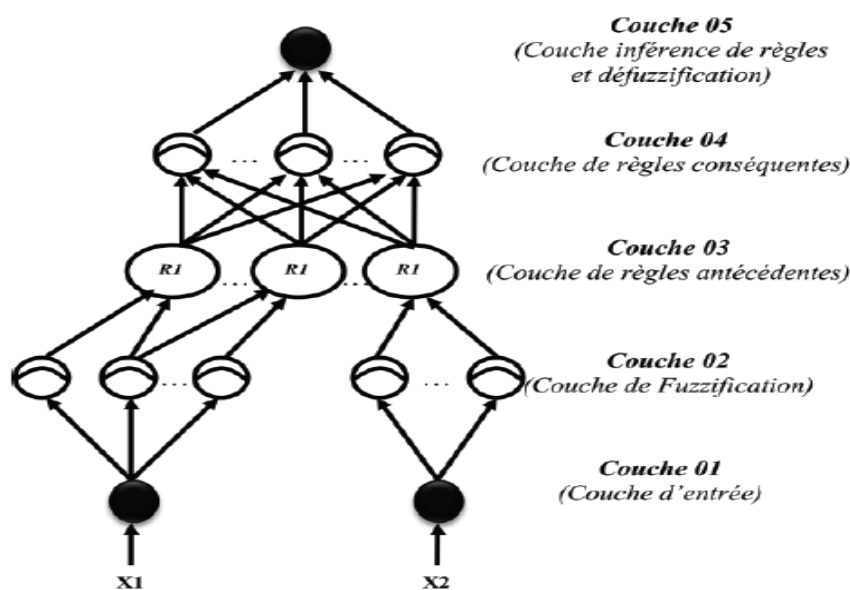 Couche 05
(Couche inférence de règles
et défuzzification)
Couche 04
(Couche de règles conséquentes)
... ...
Couche 03
(Couche de règles antécédentes)
R1 ... R1 ... R1
Couche 02
(Couche de Fuzzification)
... ...
Couche 01
(Couche d'entrée)
X1 X2